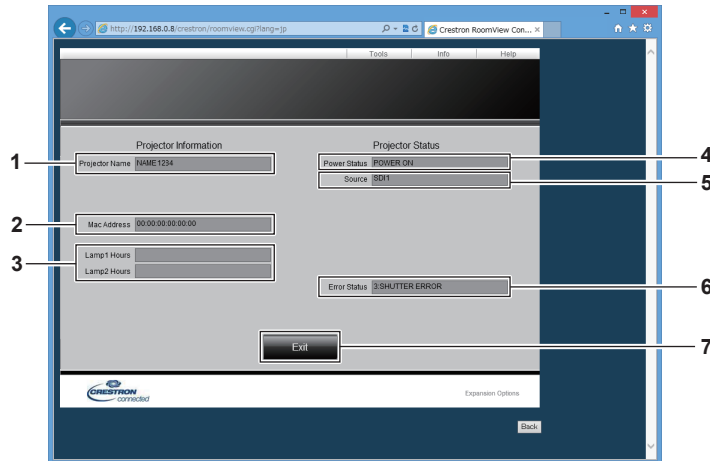 http://192.168.0.8/crestron/roomview.cgi?lang=jp
Crestron RoomView Con... ×
Tools Info Help
Projector Information
Projector Status
1
Projector Name NAME1234
Power Status POWER ON
4
Source SDI1
5
2
Mac Address 00:00:00:00:00:00
3
Lamp1 Hours
Lamp2 Hours
Error Status 3:SHUTTER ERROR
6
Exit
7
CRESTRON
connected
Expansion Options
Back